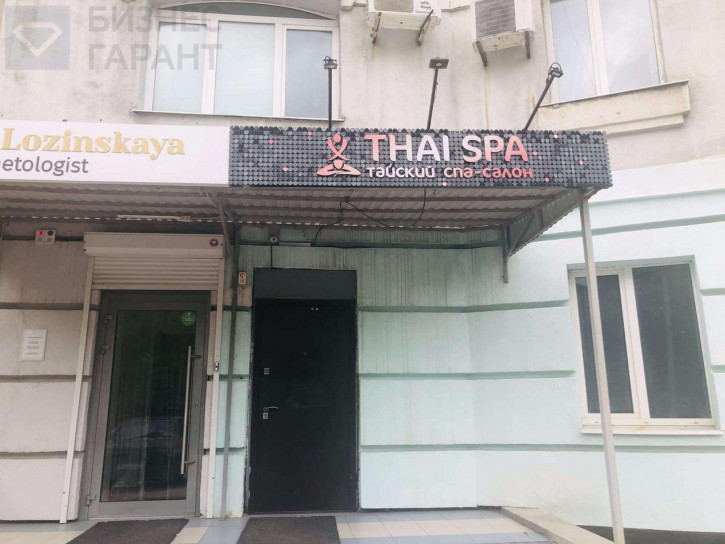 БИЗНЕС
ГАРАНТ
Lozinskaya
etologist
THAI SPA
тайский спа-салон